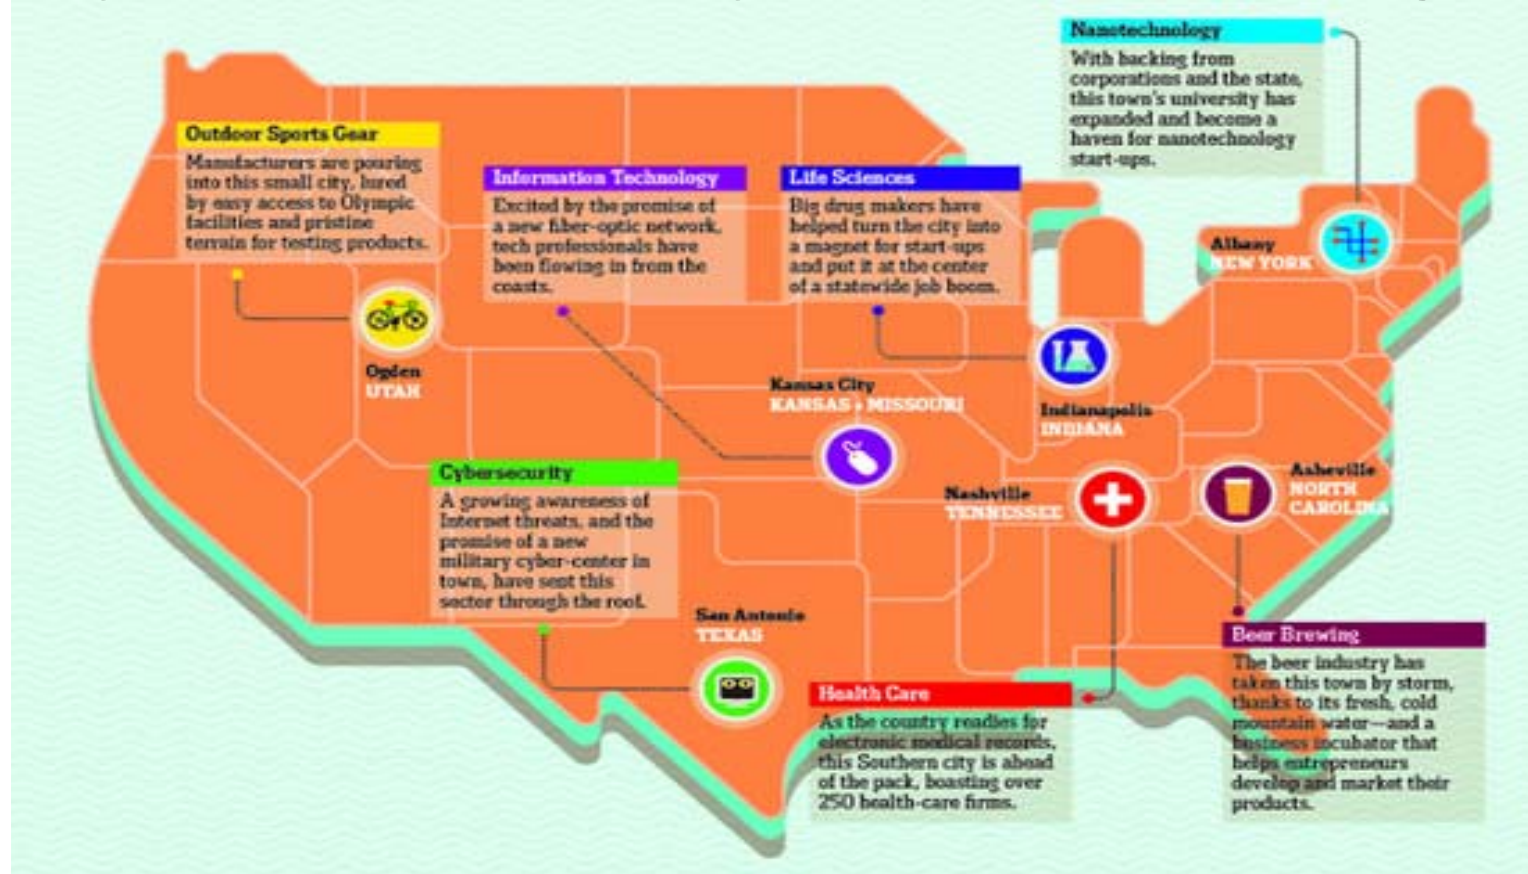 Nanotechnology
With backing from
corporations and the state,
this town's university has
expanded and become a
haven for nanotechnology
start-ups.
Outdoor Sports Gear
Manufacturers are pouring
into this small city, lured
by easy access to Olympic
facilities and pristine
terrain for testing products.
Information Technology
Excited by the promise of
a new fiber-optic network,
tech professionals have
been flowing in from the
coasts.
Life Sciences
Big drug makers have
helped turn the city into
a magnet for start-ups
and put it at the center
of a statewide job boom.
Albany
NEW YORK
Ogden
UTAH
Kansas City
KANSAS + MISSOURI
Indianapolis
INDIANA
Cybersecurity
A growing awareness of
Internet threats, and the
promise of a new
military cyber-center in
town, have sent this
sector through the roof.
Nashville
TENNESSEE
Asheville
NORTH
CAROLINA
San Antonio
TEXAS
Health Care
As the country readies for
electronic medical records,
this Southern city is ahead
of the pack, boasting over
250 health-care firms.
Beer Brewing
The beer industry has
taken this town by storm,
thanks to its fresh, cold
mountain water—and a
business incubator that
helps entrepreneurs
develop and market their
products.